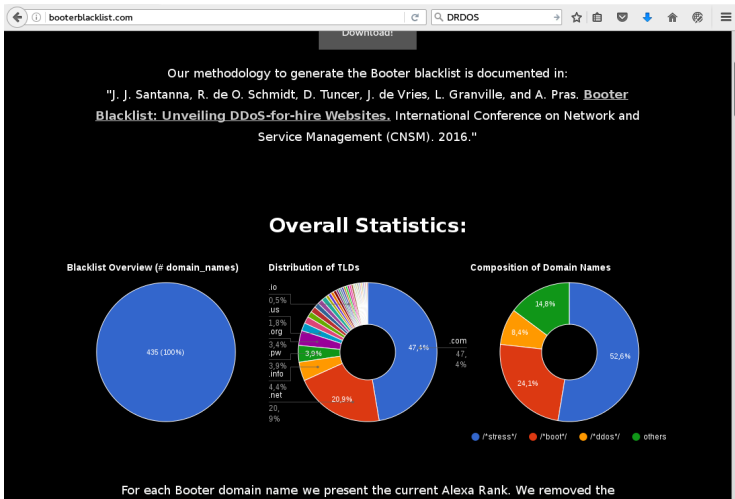 booterblacklist.com
DRDOS
Download!
Our methodology to generate the Booter blacklist is documented in:
"J. J. Santanna, R. de O. Schmidt, D. Tuncer, J. de Vries, L. Granville, and A. Pras. Booter
Blacklist: Unveiling DDoS-for-hire Websites. International Conference on Network and
Service Management (CNSM). 2016."
Overall Statistics:
Blacklist Overview (# domain_names)
435 (100%)
Distribution of TLDs
.io
0,5%
.us
1,8%
.org
3,4%
.pw
3,9%
.info
4,4%
.net
20,
9%
3,9%
20,9%
47,4%
.com
47,
4%
Composition of Domain Names
14,8%
8,4%
24,1%
52,6%
/*stress*/
/*boot*/
/*ddos*/
others
For each Booter domain name we present the current Alexa Rank. We removed the